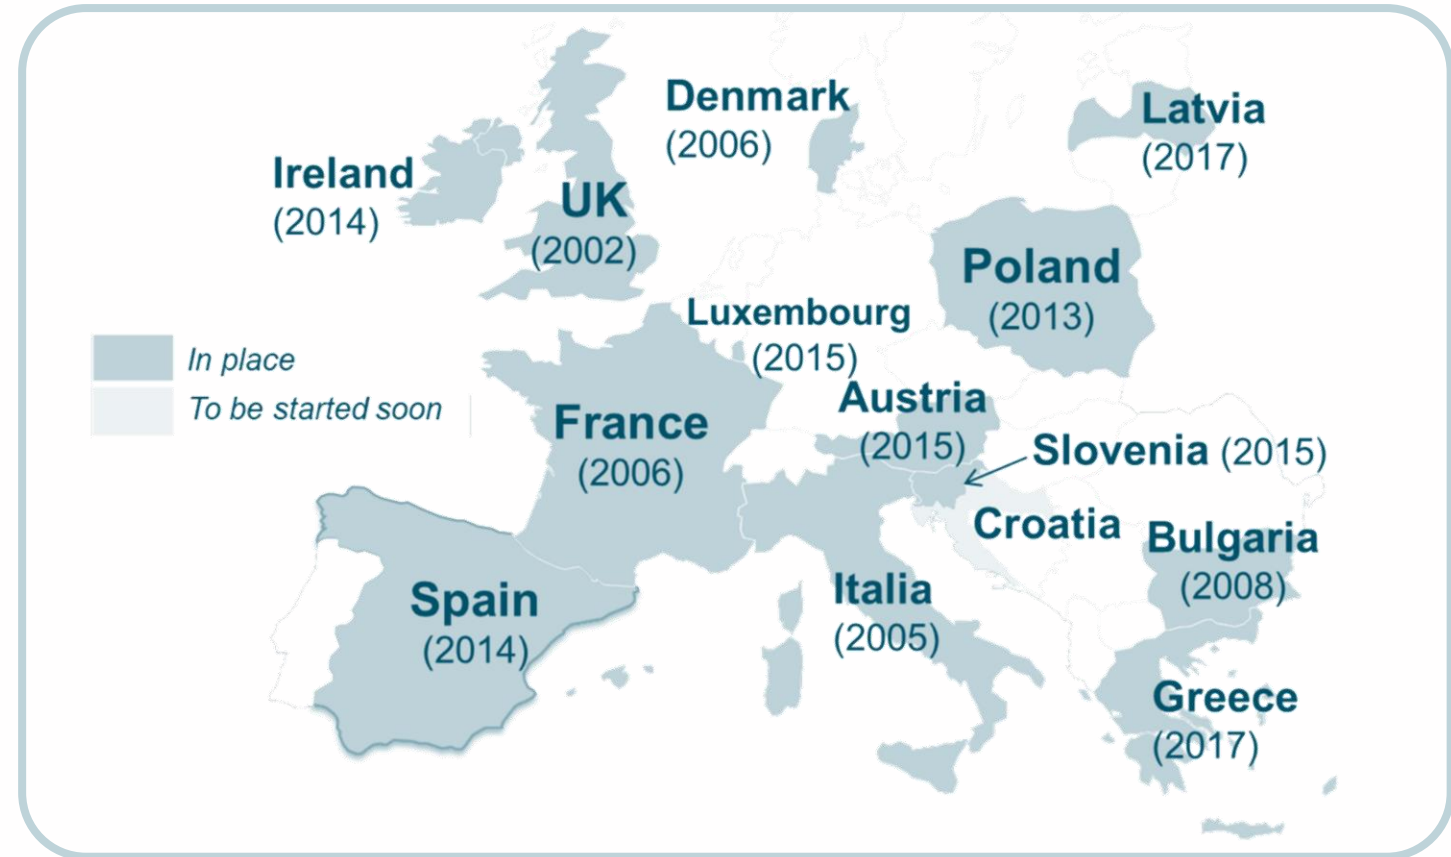 Denmark
(2006)
Latvia
(2017)
Ireland
(2014)
UK
(2002)
Poland
(2013)
Luxembourg
(2015)
In place
To be started soon
Austria
(2015)
France
(2006)
Slovenia (2015)
Croatia
Bulgaria
(2008)
Spain
(2014)
Italia
(2005)
Greece
(2017)